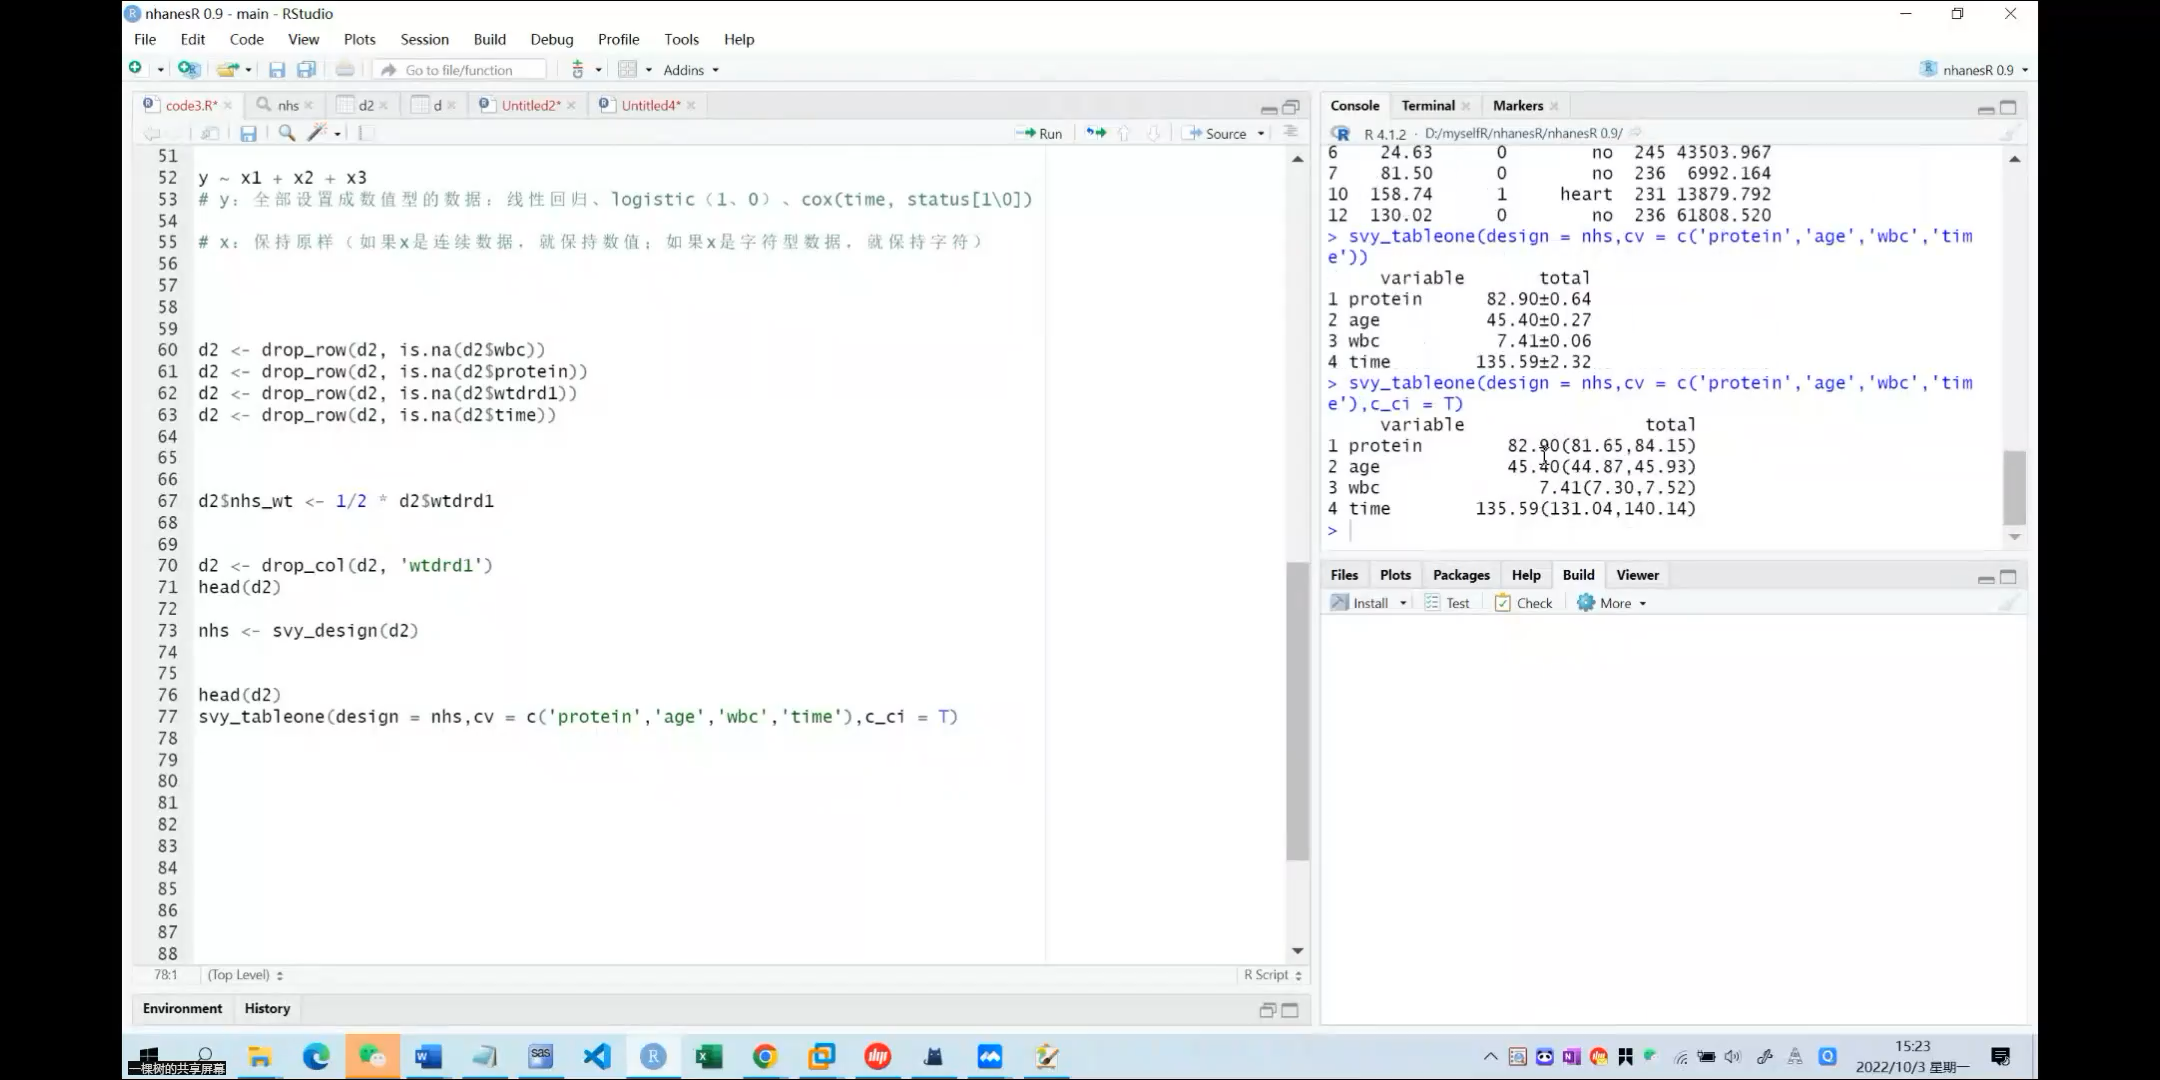 nhanesR 0.9 - main - RStudio
File Edit Code View Plots Session Build Debug Profile Tools Help
Go to file/function Addins nhanesR 0.9
code3.R* nhs d2 d Untitled2* Untitled4*
Run Source
51
52 y ~ x1 + x2 + x3
53 # y：全部设置成数值型的数据：线性回归、logistic（1、0）、cox(time, status[1\0])
54
55 # x：保持原样（如果x是连续数据，就保持数值；如果x是字符型数据，就保持字符）
56
57
58
59
60 d2 <- drop_row(d2, is.na(d2$wbc))
61 d2 <- drop_row(d2, is.na(d2$protein))
62 d2 <- drop_row(d2, is.na(d2$wtdrd1))
63 d2 <- drop_row(d2, is.na(d2$time))
64
65
66
67 d2$nhs_wt <- 1/2 * d2$wtdrd1
68
69
70 d2 <- drop_col(d2, 'wtdrd1')
71 head(d2)
72
73 nhs <- svy_design(d2)
74
75
76 head(d2)
77 svy_tableone(design = nhs,cv = c('protein','age','wbc','time'),c_ci = T)
78
79
80
81
82
83
84
85
86
87
88
78:1 (Top Level) R Script
Environment History
Console Terminal Markers
R 4.1.2 · D:/myselfR/nhanesR/nhanesR 0.9/
6 24.63 0 no 245 43503.967
7 81.50 0 no 236 6992.164
10 158.74 1 heart 231 13879.792
12 130.02 0 no 236 61808.520
> svy_tableone(design = nhs,cv = c('protein','age','wbc','tim
e'))
variable total
1 protein 82.90±0.64
2 age 45.40±0.27
3 wbc 7.41±0.06
4 time 135.59±2.32
> svy_tableone(design = nhs,cv = c('protein','age','wbc','tim
e'),c_ci = T)
variable total
1 protein 82.90(81.65,84.15)
2 age 45.40(44.87,45.93)
3 wbc 7.41(7.30,7.52)
4 time 135.59(131.04,140.14)
>
Files Plots Packages Help Build Viewer
Install Test Check More
一棵树的共享屏幕
15:23
2022/10/3 星期一